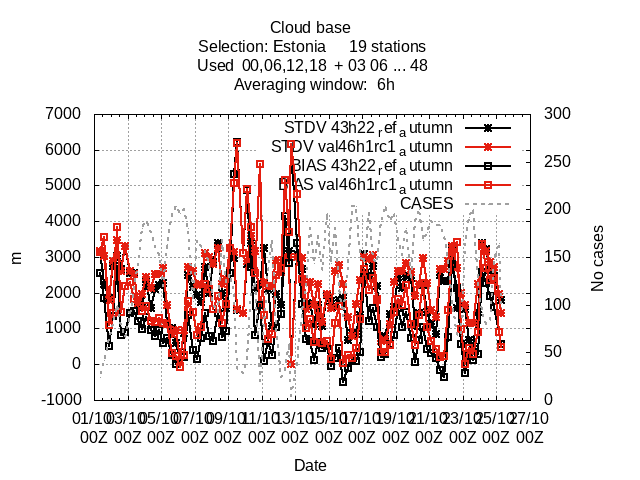 Cloud base
Selection: Estonia 19 stations
Used 00,06,12,18 + 03 06 ... 48
Averaging window: 6h
STDV 43h22refautumn
STDV val46h1rc1autumn
BIAS 43h22refautumn
BIAS val46h1rc1autumn
CASES
7000
6000
5000
4000
3000
2000
1000
0
-1000
m
300
250
200
150
100
50
0
No cases
01/10 03/10 05/10 07/10 09/10 11/10 13/10 15/10 17/10 19/10 21/10 23/10 25/10 27/10
00Z 00Z 00Z 00Z 00Z 00Z 00Z 00Z 00Z 00Z 00Z 00Z 00Z 00Z
Date